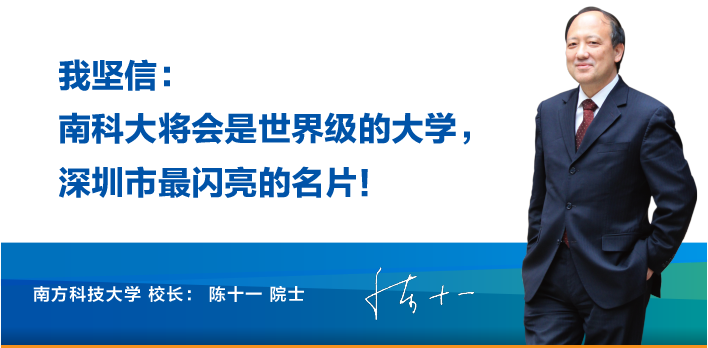 我坚信：
南科大将会是世界级的大学，
深圳市最闪亮的名片！
南方科技大学 校长： 陈十一 院士
陈十一